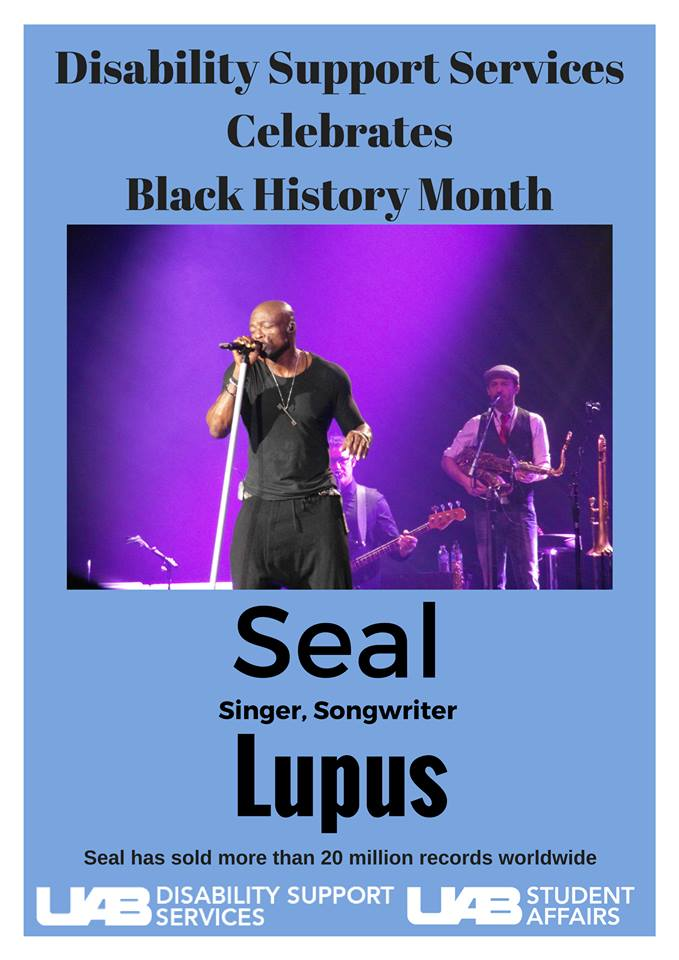 Disability Support Services
Celebrates
Black History Month
Seal
Singer, Songwriter
Lupus
Seal has sold more than 20 million records worldwide
UAB DISABILITY SUPPORT SERVICES
UAB STUDENT AFFAIRS